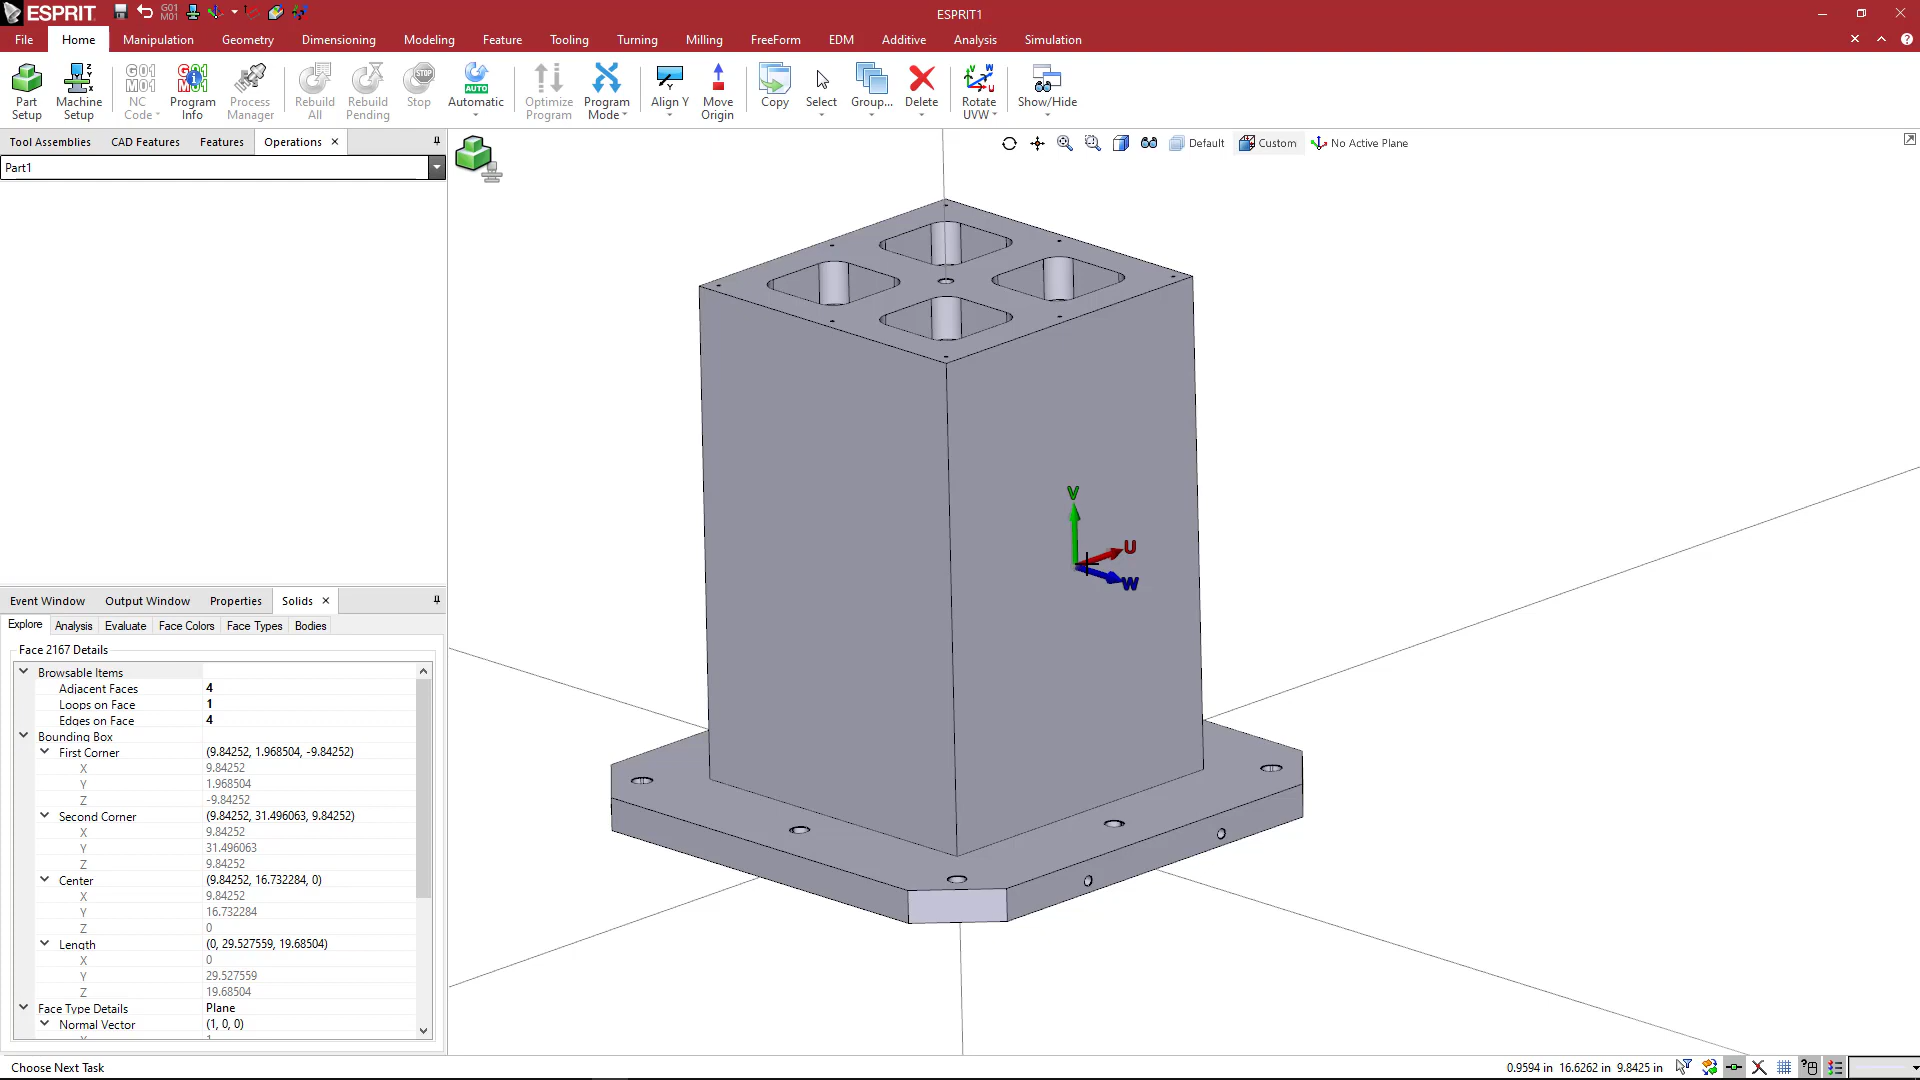 ESPRIT
G01
M01
ESPRIT1
File Home Manipulation Geometry Dimensioning Modeling Feature Tooling Turning Milling FreeForm EDM Additive Analysis Simulation
G01
M01
G01
M01
STOP
AUTO
Z
Y
Y
V
W
U
Part
Setup
Machine
Setup
NC
Code
Program
Info
Process
Manager
Rebuild
All
Rebuild
Pending
Stop
Automatic
Optimize
Program
Program
Mode
Align Y
Move
Origin
Copy
Select
Group...
Delete
Rotate
UVW
Show/Hide
Tool Assemblies CAD Features Features Operations
Default Custom No Active Plane
Part1
V
U
W
Event Window Output Window Properties Solids
Explore Analysis Evaluate Face Colors Face Types Bodies
Face 2167 Details
Browsable Items
Adjacent Faces 4
Loops on Face 1
Edges on Face 4
Bounding Box
First Corner (9.84252, 1.968504, -9.84252)
X 9.84252
Y 1.968504
Z -9.84252
Second Corner (9.84252, 31.496063, 9.84252)
X 9.84252
Y 31.496063
Z 9.84252
Center (9.84252, 16.732284, 0)
X 9.84252
Y 16.732284
Z 0
Length (0, 29.527559, 19.68504)
X 0
Y 29.527559
Z 19.68504
Face Type Details Plane
Normal Vector (1, 0, 0)
Choose Next Task
0.9594 in 16.6262 in 9.8425 in